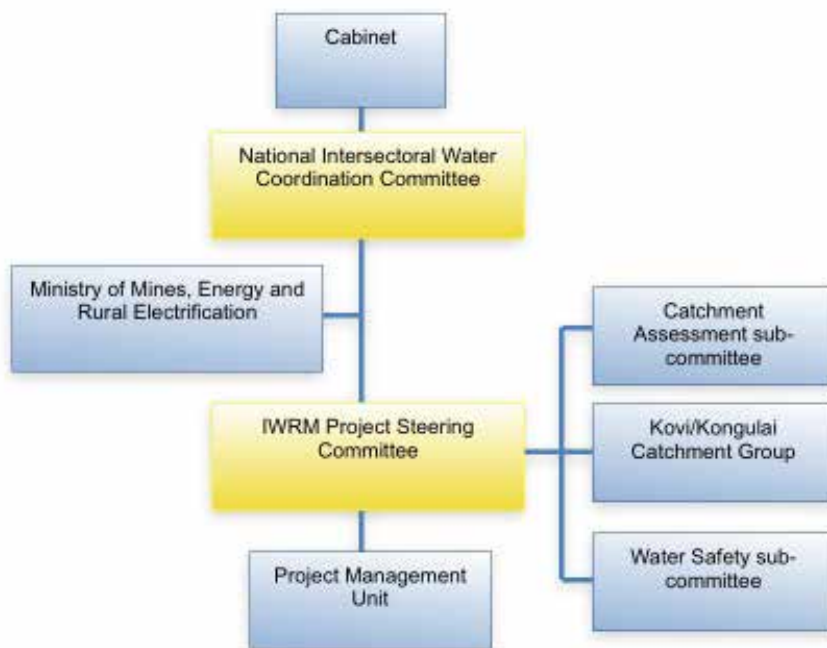 Cabinet
National Intersectoral Water
Coordination Committee
Ministry of Mines, Energy and
Rural Electrification
Catchment
Assessment sub-
committee
IWRM Project Steering
Committee
Kovi/Kongulai
Catchment Group
Project Management
Unit
Water Safety sub-
committee